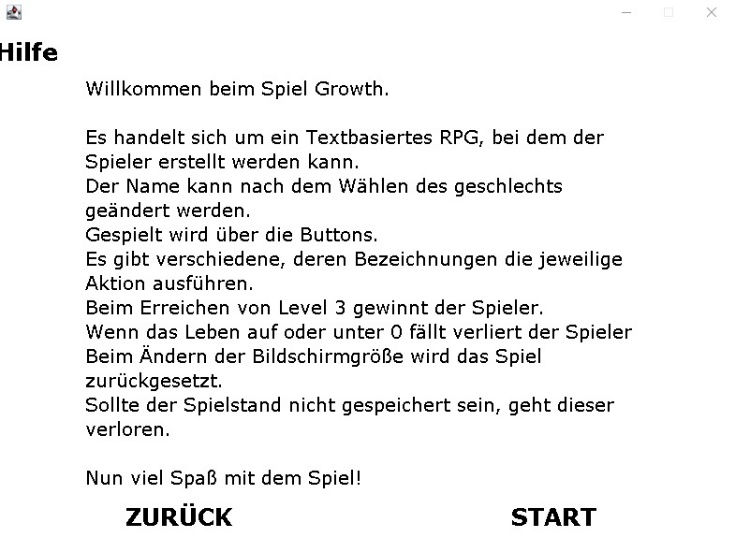 Hilfe
Willkommen beim Spiel Growth.
Es handelt sich um ein Textbasiertes RPG, bei dem der
Spieler erstellt werden kann.
Der Name kann nach dem Wählen des geschlechts
geändert werden.
Gespielt wird über die Buttons.
Es gibt verschiedene, deren Bezeichnungen die jeweilige
Aktion ausführen.
Beim Erreichen von Level 3 gewinnt der Spieler.
Wenn das Leben auf oder unter 0 fällt verliert der Spieler
Beim Ändern der Bildschirmgröße wird das Spiel
zurückgesetzt.
Sollte der Spielstand nicht gespeichert sein, geht dieser
verloren.
Nun viel Spaß mit dem Spiel!
ZURÜCK START